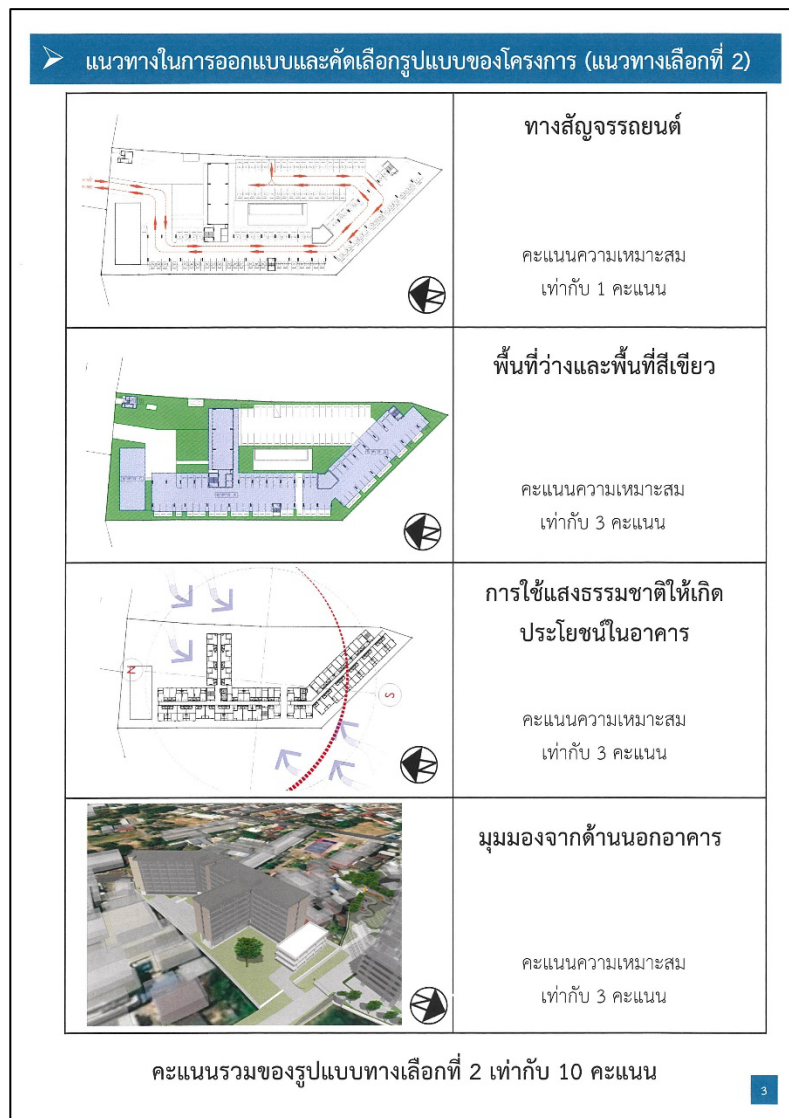 แนวทางในการออกแบบและคัดเลือกรูปแบบของโครงการ (แนวทางเลือกที่ 2)
ทางสัญจรรถยนต์
คะแนนความเหมาะสม
เท่ากับ 1 คะแนน
N
พื้นที่ว่างและพื้นที่สีเขียว
คะแนนความเหมาะสม
เท่ากับ 3 คะแนน
N
การใช้แสงธรรมชาติให้เกิด
ประโยชน์ในอาคาร
N
S
คะแนนความเหมาะสม
เท่ากับ 3 คะแนน
N
มุมมองจากด้านนอกอาคาร
คะแนนความเหมาะสม
เท่ากับ 3 คะแนน
N
คะแนนรวมของรูปแบบทางเลือกที่ 2 เท่ากับ 10 คะแนน
3